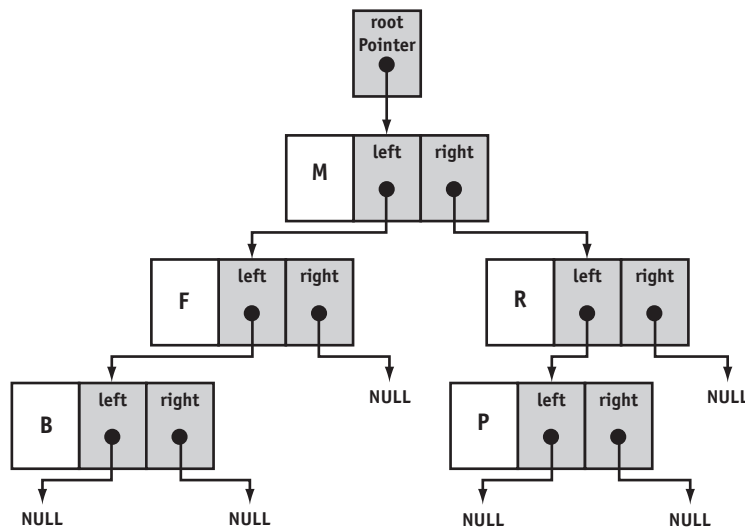 root
Pointer
M
left
right
F
left
right
R
left
right
NULL
NULL
B
left
right
P
left
right
NULL
NULL
NULL
NULL